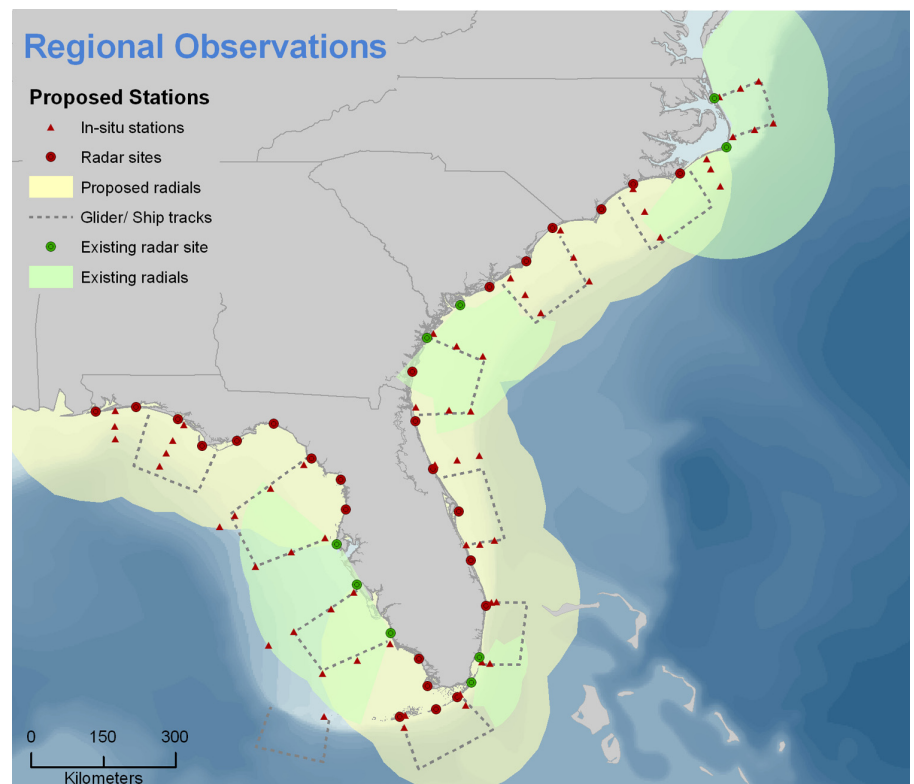 Regional Observations
Proposed Stations
In-situ stations
Radar sites
Proposed radials
Glider/ Ship tracks
Existing radar site
Existing radials
0 150 300
Kilometers